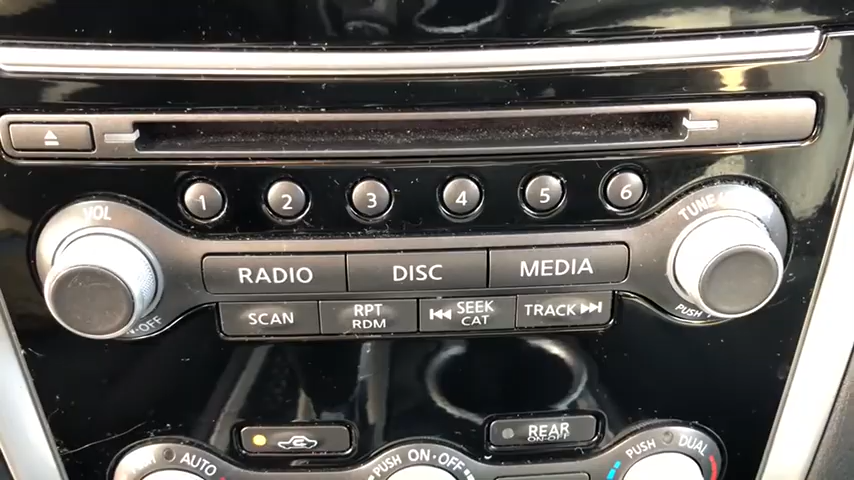 VOL
1 2 3 4 5 6
TUNE
RADIO DISC MEDIA
SCAN RPT RDM SEEK CAT TRACK
ON·OFF
PUSH
REAR
ON·OFF
PUSH AUTO
PUSH ON·OFF
PUSH DUAL